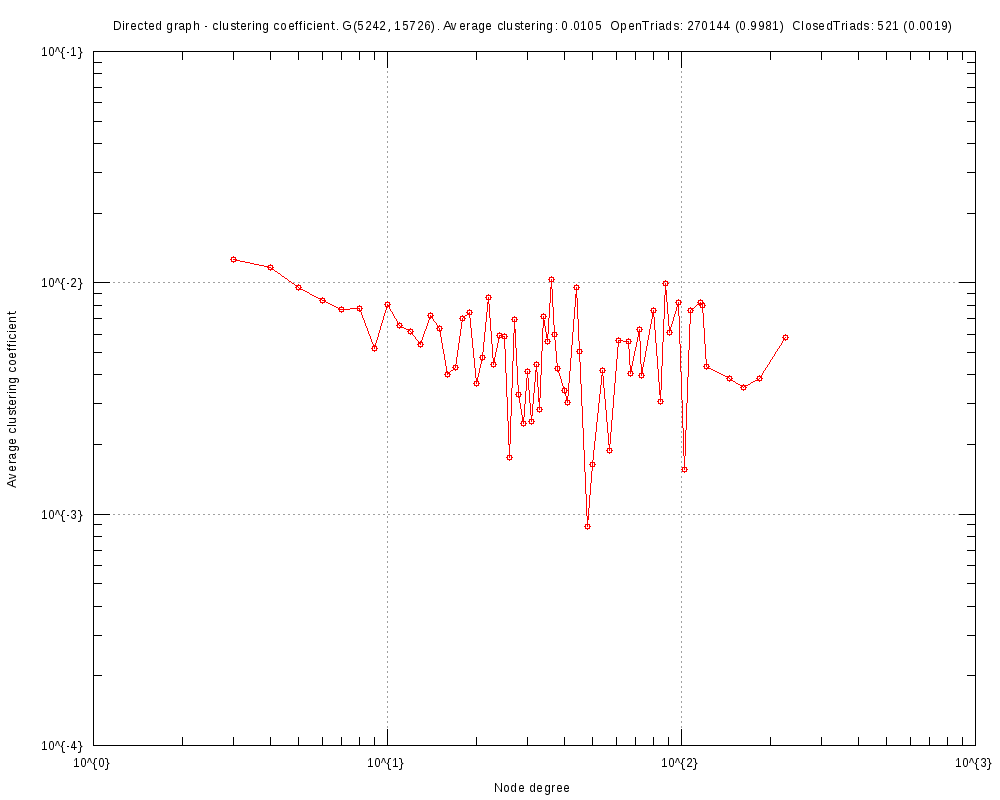 Directed graph - clustering coefficient. G(5242, 15726). Average clustering: 0.0105  OpenTriads: 270144 (0.9981)  ClosedTriads: 521 (0.0019)
10^{-1}
10^{-2}
10^{-3}
10^{-4}
Average clustering coefficient
10^{0}
10^{1}
10^{2}
10^{3}
Node degree